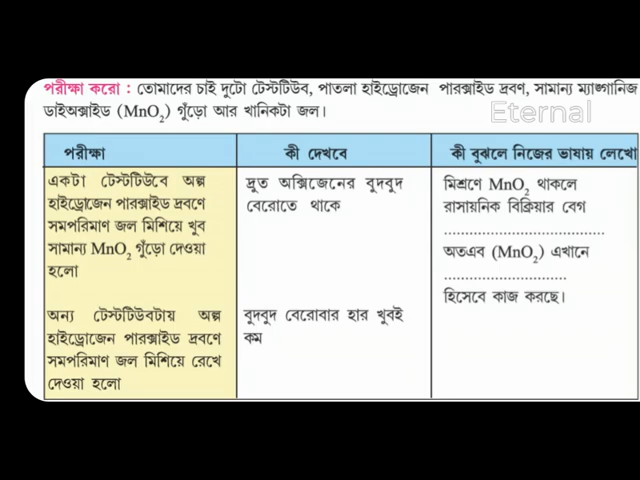 পরীক্ষা করো : তোমাদের চাই দুটো টেস্টটিউব, পাতলা হাইড্রোজেন পারক্সাইড দ্রবণ, সামান্য ম্যাঙ্গানিজ
ডাইঅক্সাইড (MnO₂) গুঁড়ো আর খানিকটা জল।
Eternal
পরীক্ষা
কী দেখবে
কী বুঝলে নিজের ভাষায় লেখো
একটা টেস্টটিউবে অল্প
হাইড্রোজেন পারক্সাইড দ্রবণে
সমপরিমাণ জল মিশিয়ে খুব
সামান্য MnO₂ গুঁড়ো দেওয়া
হলো
দ্রুত অক্সিজেনের বুদবুদ
বেরোতে থাকে
মিশ্রণে MnO₂ থাকলে
রাসায়নিক বিক্রিয়ার বেগ
....................................
অতএব (MnO₂) এখানে
............................
হিসেবে কাজ করছে।
অন্য টেস্টটিউবটায় অল্প
হাইড্রোজেন পারক্সাইড দ্রবণে
সমপরিমাণ জল মিশিয়ে রেখে
দেওয়া হলো
বুদবুদ বেরোবার হার খুবই
কম